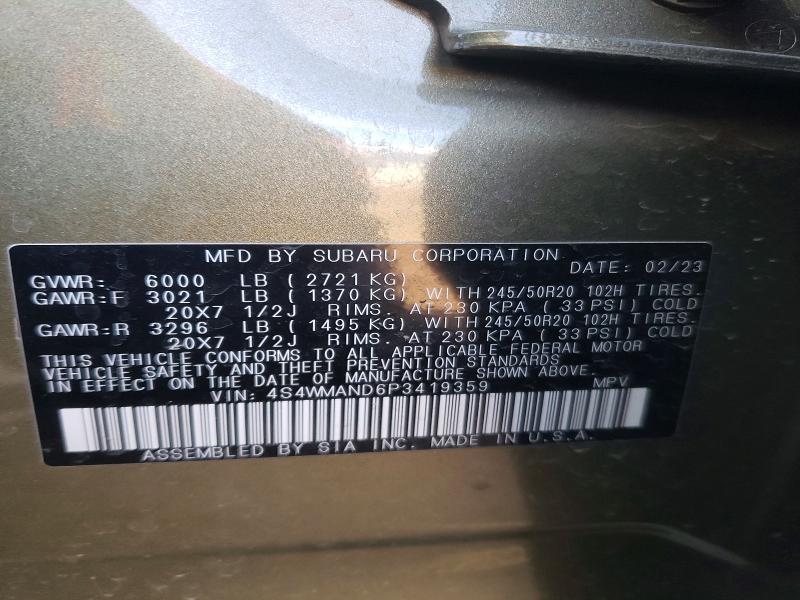 MFD BY SUBARU CORPORATION
DATE: 02/23
GVWR: 6000 LB ( 2721 KG)
GAWR:F 3021 LB ( 1370 KG) WITH 245/50R20 102H TIRES.
20X7 1/2J RIMS. AT 230 KPA ( 33 PSI) COLD
GAWR:R 3296 LB ( 1495 KG) WITH 245/50R20 102H TIRES.
20X7 1/2J RIMS. AT 230 KPA ( 33 PSI) COLD
THIS VEHICLE CONFORMS TO ALL APPLICABLE FEDERAL MOTOR
VEHICLE SAFETY AND THEFT PREVENTION STANDARDS
IN EFFECT ON THE DATE OF MANUFACTURE SHOWN ABOVE.
VIN: 4S4WMAND6P3419359 MPV
ASSEMBLED BY SIA INC. MADE IN U.S.A.